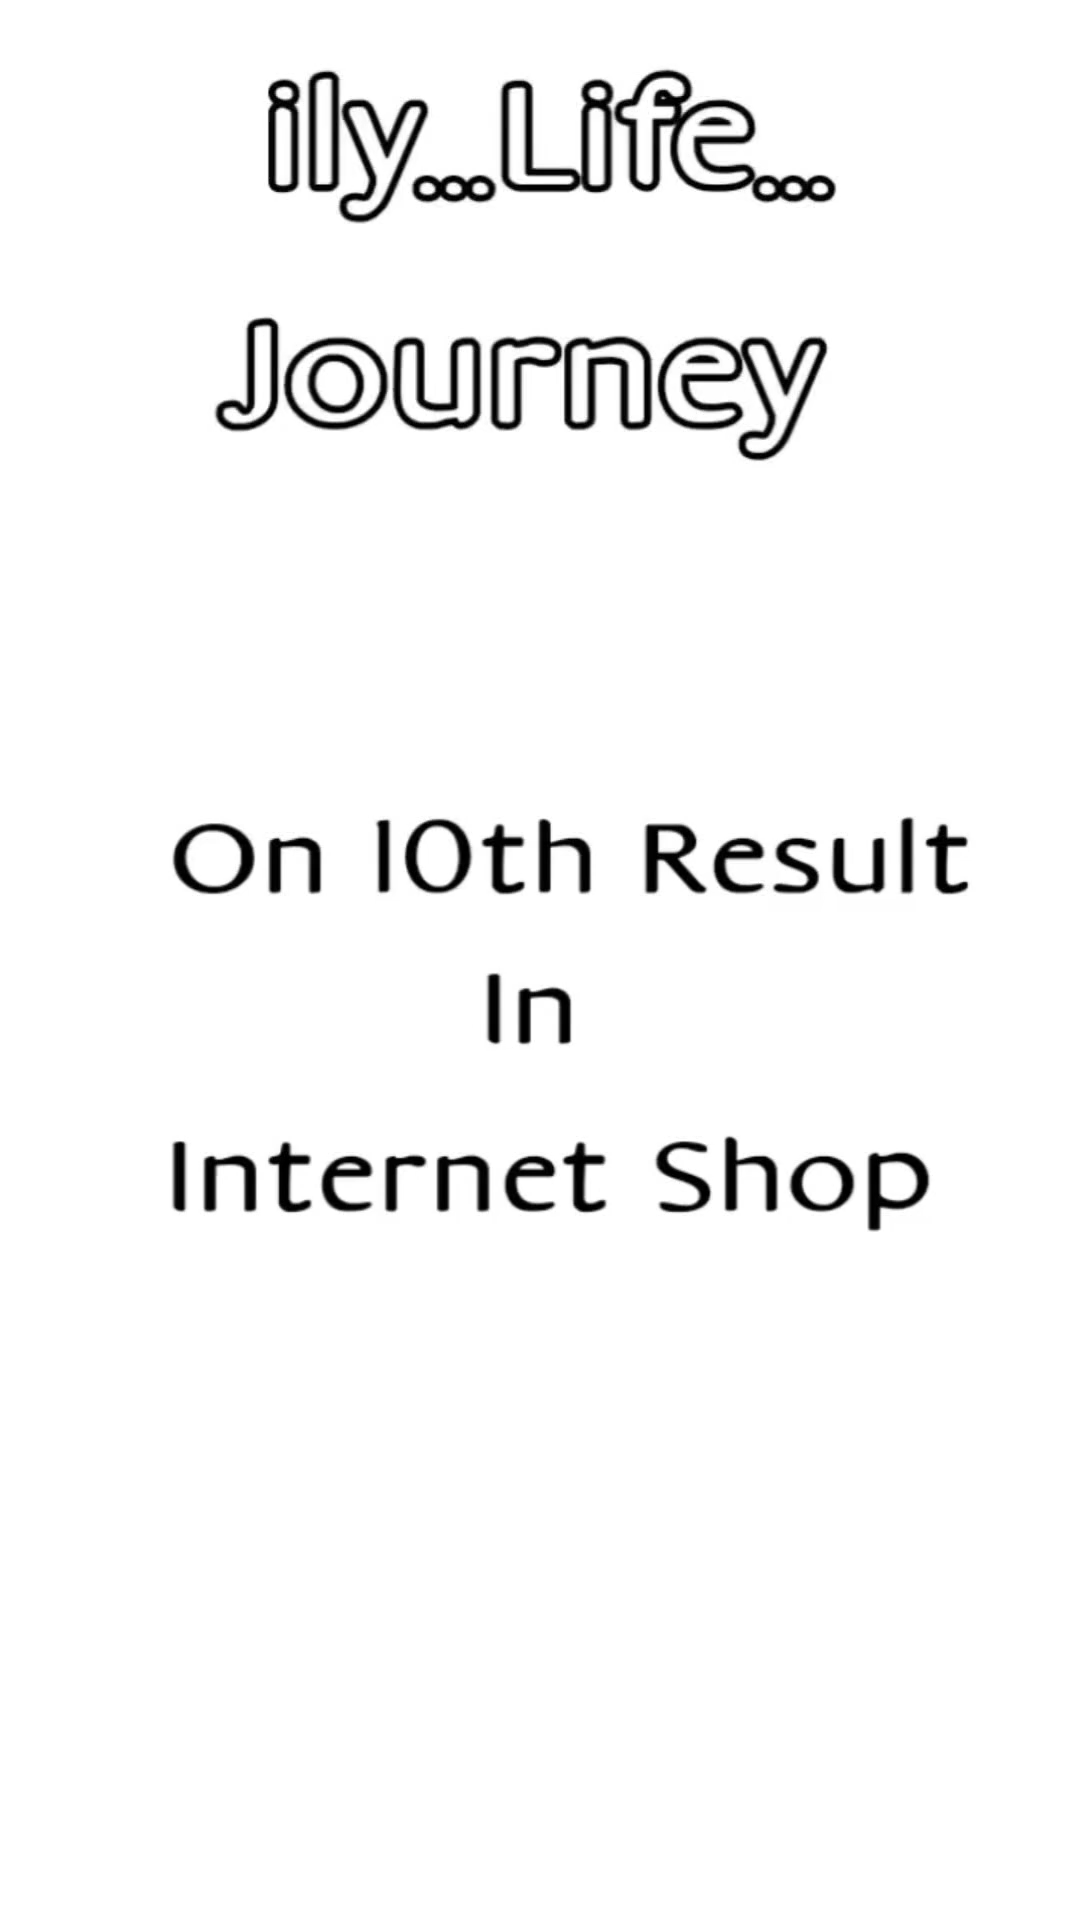 ily...Life...
Journey
On 10th Result
In
Internet Shop